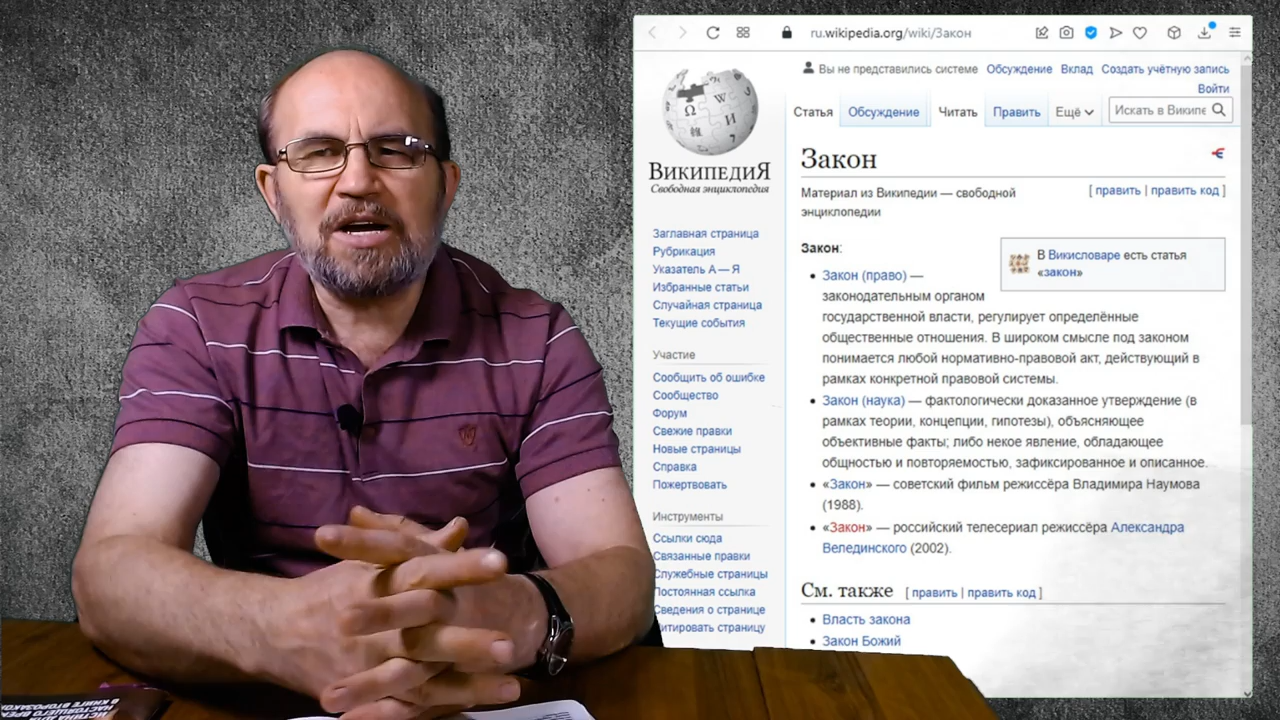 ru.wikipedia.org/wiki/Закон
Вы не представились системе Обсуждение Вклад Создать учётную запись
Войти
Статья Обсуждение Читать Править Ещё
Искать в Википе
ВИКИПЕДИЯ
Свободная энциклопедия
Заглавная страница
Рубрикация
Указатель А — Я
Избранные статьи
Случайная страница
Текущие события
Участие
Сообщить об ошибке
Сообщество
Форум
Свежие правки
Новые страницы
Справка
Пожертвовать
Инструменты
Ссылки сюда
Связанные правки
Служебные страницы
Постоянная ссылка
Сведения о странице
итировать страницу
Закон
Материал из Википедии — свободной
энциклопедии
[ править | править код ]
Закон:
В Викисловаре есть статья
«закон»
Закон (право) —
законодательным органом
государственной власти, регулирует определённые
общественные отношения. В широком смысле под законом
понимается любой нормативно-правовой акт, действующий в
рамках конкретной правовой системы.
Закон (наука) — фактологически доказанное утверждение (в
рамках теории, концепции, гипотезы), объясняющее
объективные факты; либо некое явление, обладающее
общностью и повторяемостью, зафиксированное и описанное.
«Закон» — советский фильм режиссёра Владимира Наумова
(1988).
«Закон» — российский телесериал режиссёра Александра
Велединского (2002).
См. также [ править | править код ]
Власть закона
Закон Божий